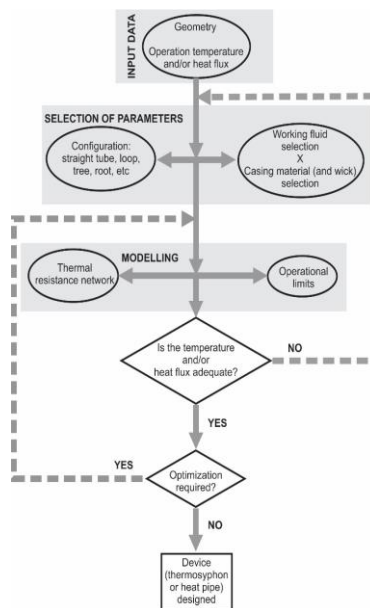 INPUT DATA
Geometry
Operation temperature
and/or heat flux
SELECTION OF PARAMETERS
Configuration:
straight tube, loop,
tree, root, etc
Working fluid
selection
X
Casing material (and wick)
selection
MODELLING
Thermal
resistance network
Operational
limits
Is the temperature
and/or
heat flux adequate?
NO
YES
YES
Optimization
required?
NO
Device
(thermosyphon
or heat pipe)
designed